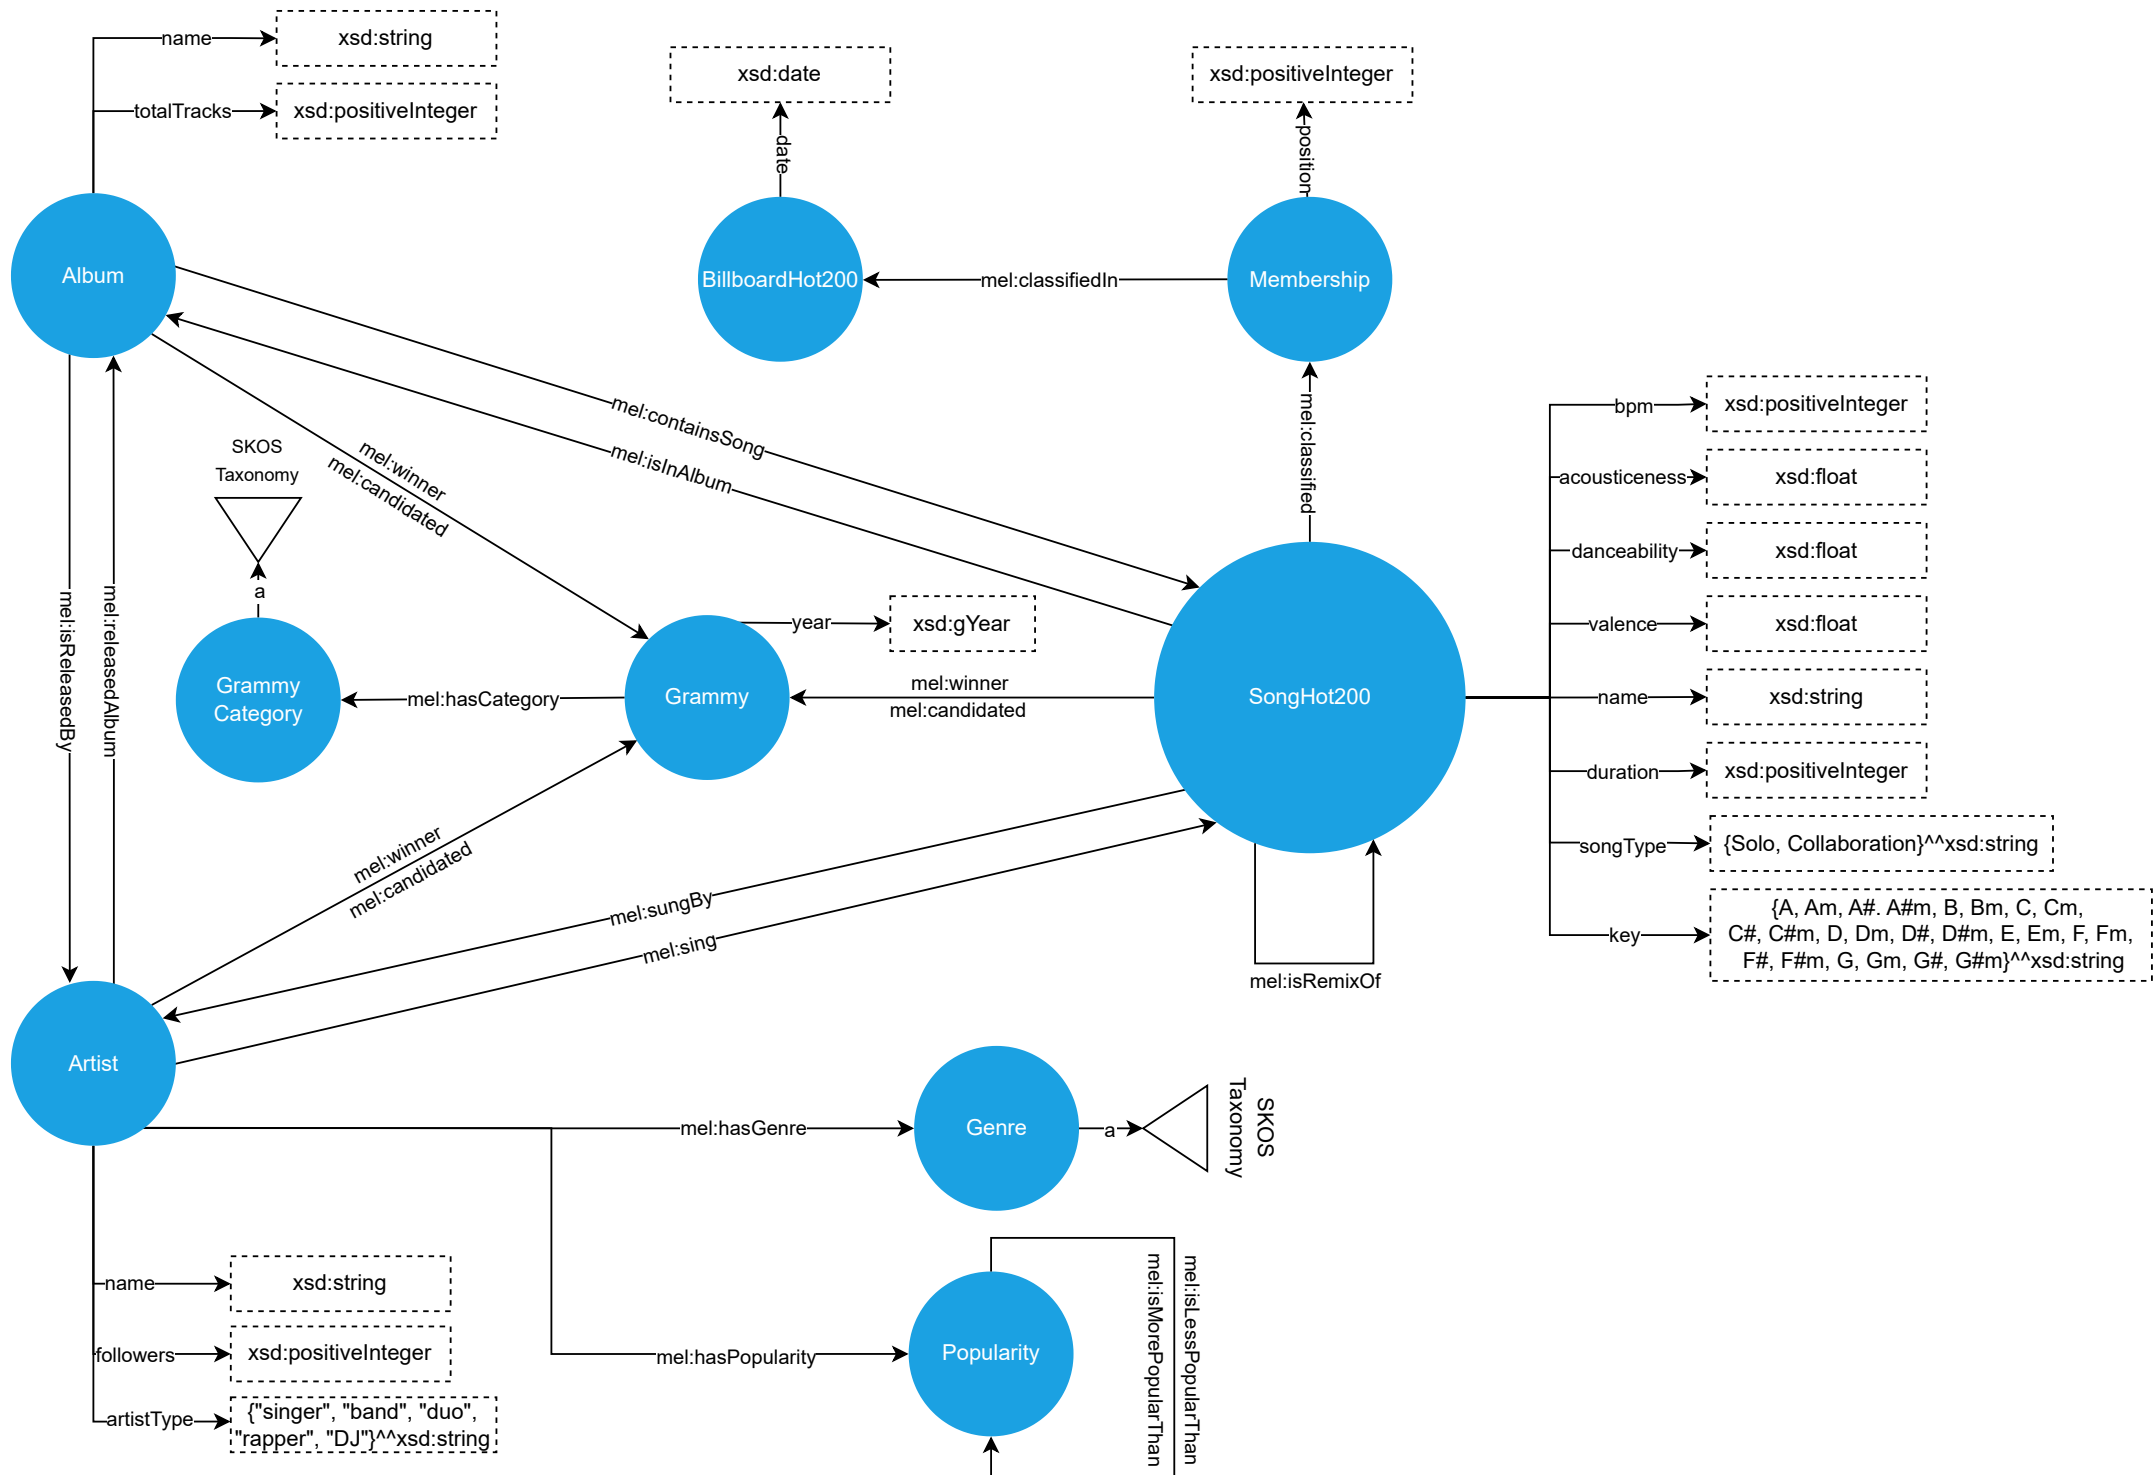 name
xsd:string
totalTracks
xsd:positiveInteger
xsd:date
date
xsd:positiveInteger
position
Album
BillboardHot200
mel:classifiedIn
Membership
mel:containsSong
mel:isInAlbum
mel:classified
mel:winner
mel:candidated
SKOS
Taxonomy
a
mel:isReleasedBy
mel:releasedAlbum
Grammy
Category
mel:hasCategory
Grammy
year
xsd:gYear
mel:winner
mel:candidated
SongHot200
bpm
xsd:positiveInteger
acousticeness
xsd:float
danceability
xsd:float
valence
xsd:float
name
xsd:string
duration
xsd:positiveInteger
songType
{Solo, Collaboration}^^xsd:string
key
{A, Am, A#. A#m, B, Bm, C, Cm,
C#, C#m, D, Dm, D#, D#m, E, Em, F, Fm,
F#, F#m, G, Gm, G#, G#m}^^xsd:string
mel:winner
mel:candidated
mel:sungBy
mel:sing
mel:isRemixOf
Artist
mel:hasGenre
Genre
a
SKOS
Taxonomy
name
xsd:string
followers
xsd:positiveInteger
artistType
{"singer", "band", "duo",
"rapper", "DJ"}^^xsd:string
mel:hasPopularity
Popularity
mel:isLessPopularThan
mel:isMorePopularThan